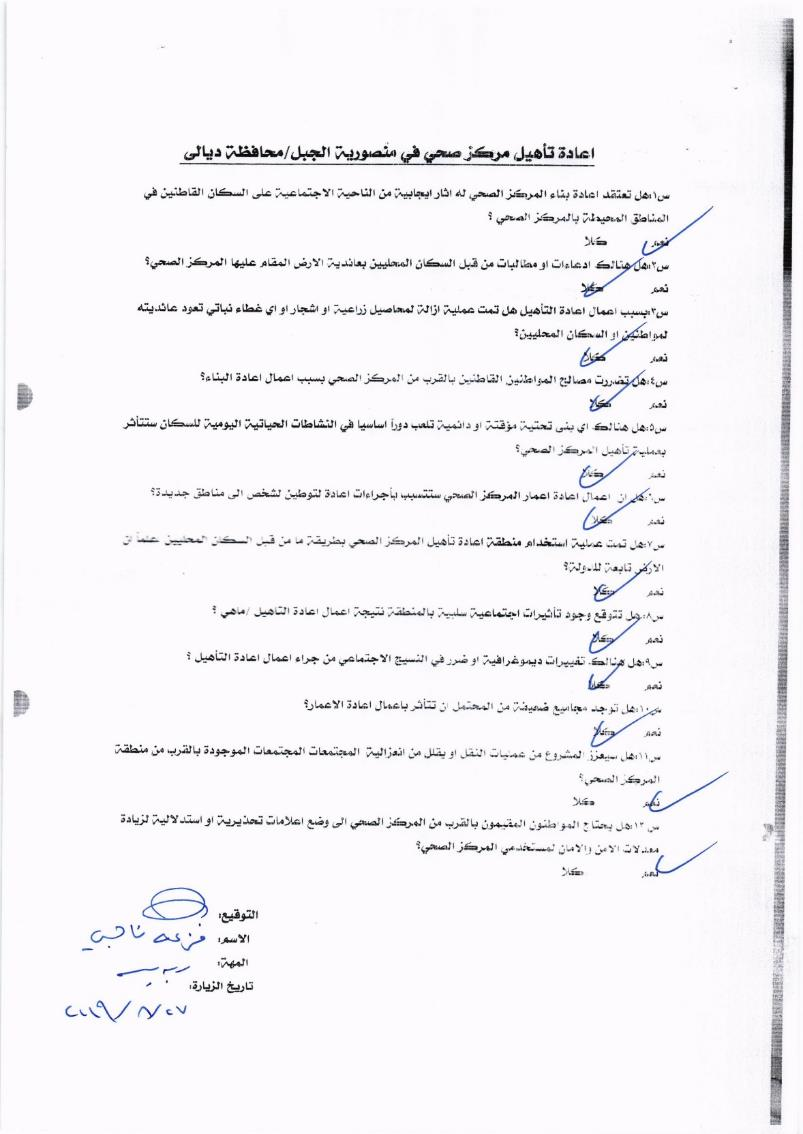 اعادة تأهيل مركز صحي في منصورية الجبل/محافظة ديالى
س١:هل تعتقد اعادة بناء المركز الصحي له اثار ايجابية من الناحية الاجتماعية على السكان القاطنين في
المناطق المحيطة بالمركز الصحي ؟
نعم كلا
س٢:هل هنالك ادعاءات او مطالبات من قبل السكان المحليين بعائدية الارض المقام عليها المركز الصحي؟
نعم كلا
س٣:بسبب اعمال اعادة التأهيل هل تمت عملية ازالة لمحاصيل زراعية او اشجار او اي غطاء نباتي تعود عائديته
لمواطنين او السكان المحليين؟
نعم كلا
س٤:هل تضررت مصالح المواطنين القاطنين بالقرب من المركز الصحي بسبب اعمال اعادة البناء؟
نعم كلا
س٥:هل هنالك اي بنى تحتية مؤقتة او دائمية تلعب دوراً اساسيا في النشاطات الحياتية اليومية للسكان ستتأثر
بعملية تأهيل المركز الصحي؟
نعم كلا
س٦:هل ان اعمال اعادة اعمار المركز الصحي ستتسبب بأجراءات اعادة لتوطين لشخص الى مناطق جديدة؟
نعم كلا
س٧:هل تمت عملية استخدام منطقة اعادة تأهيل المركز الصحي بطريقة ما من قبل السكان المحليين علماً ان
الارض تابعة للدولة؟
نعم كلا
س٨:هل تتوقع وجود تأثيرات اجتماعية سلبية بالمنطقة نتيجة اعمال اعادة التاهيل /ماهي ؟
نعم كلا
س٩:هل هنالك تغييرات ديموغرافية او ضرر في النسيج الاجتماعي من جراء اعمال اعادة التأهيل ؟
نعم كلا
س١٠:هل توجد مجاميع ضعيفة من المحتمل ان تتأثر باعمال اعادة الاعمار؟
نعم كلا
س١١:هل سيعزز المشروع من عمليات النقل او يقلل من انعزالية المجتمعات المجتمعات الموجودة بالقرب من منطقة
المركز الصحي؟
نعم كلا
س١٢:هل يحتاج المواطنون المقيمون بالقرب من المركز الصحي الى وضع اعلامات تحذيرية او استدلالية لزيادة
معدلات الامن والامان لمستخدمي المركز الصحي؟
نعم كلا
التوقيع:
الاسم:
المهة:
تاريخ الزيارة: